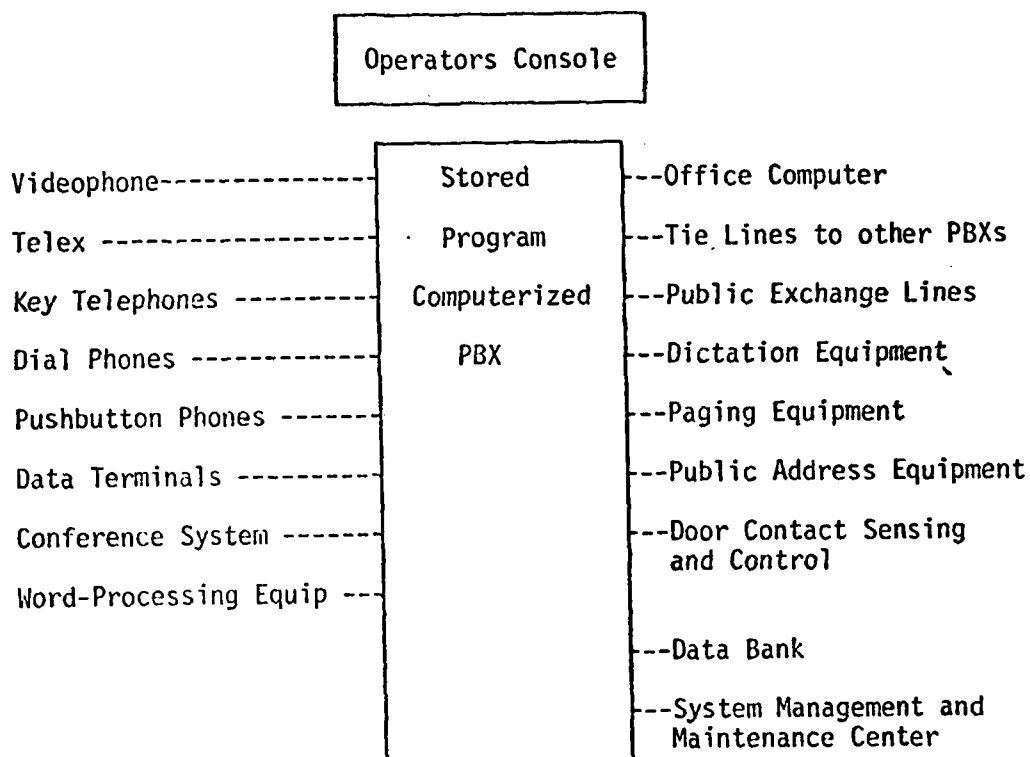 Operators Console
Videophone
Stored
Office Computer
Telex
Program
Tie Lines to other PBXs
Key Telephones
Computerized
Public Exchange Lines
Dial Phones
PBX
Dictation Equipment
Pushbutton Phones
Paging Equipment
Data Terminals
Public Address Equipment
Conference System
Door Contact Sensing
and Control
Word-Processing Equip
Data Bank
System Management and
Maintenance Center